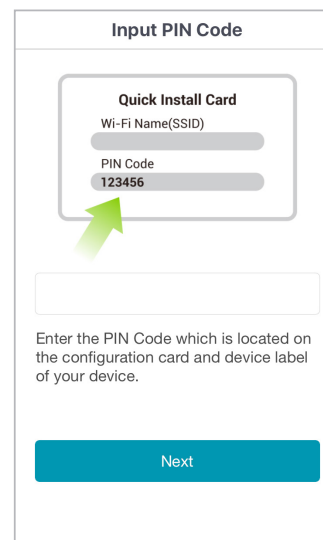 Input PIN Code
Quick Install Card
Wi-Fi Name(SSID)
PIN Code
123456
Enter the PIN Code which is located on
the configuration card and device label
of your device.
Next